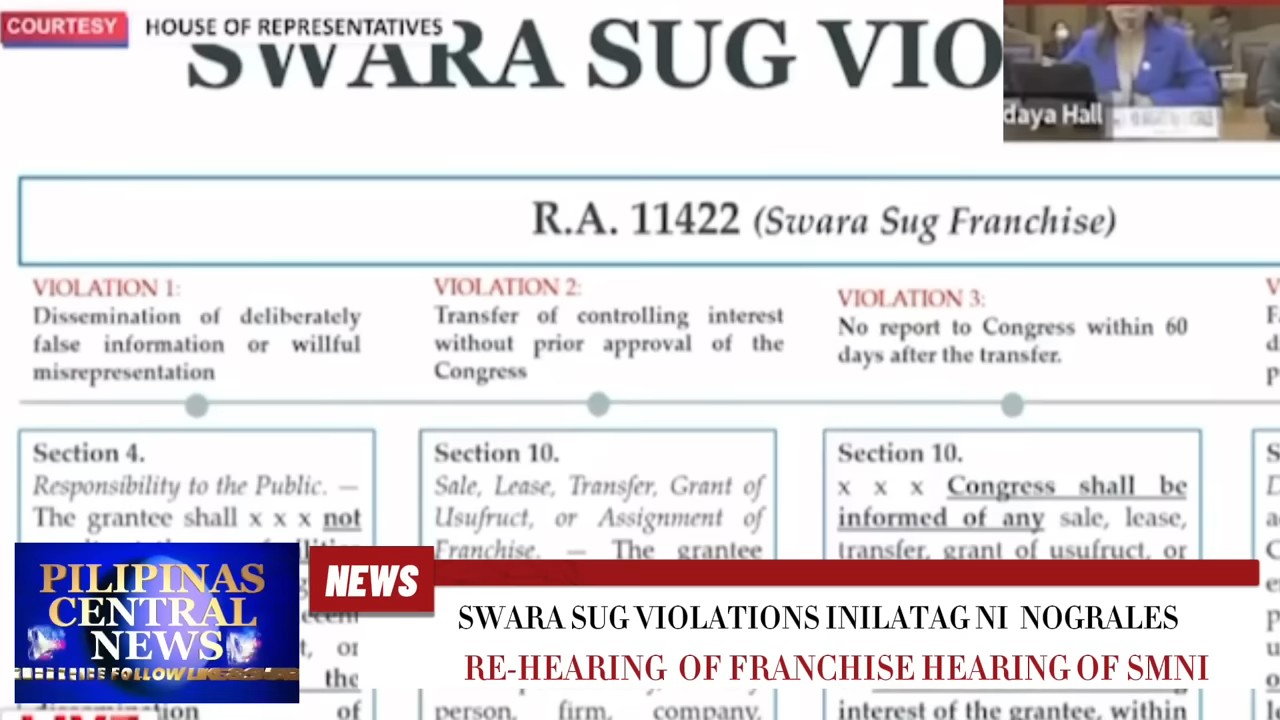 COURTESY
HOUSE OF REPRESENTATIVES
SWARA SUG VIO
daya Hall
R.A. 11422 (Swara Sug Franchise)
VIOLATION 1:
Dissemination of deliberately
false information or willful
misrepresentation
VIOLATION 2:
Transfer of controlling interest
without prior approval of the
Congress
VIOLATION 3:
No report to Congress within 60
days after the transfer.
Section 4.
Responsibility to the Public. —
The grantee shall x x x not
or
the
of
Section 10.
Sale, Lease, Transfer, Grant of
Usufruct, or Assignment of
Franchise. — The grantee
person, firm, company,
Section 10.
x x x Congress shall be
informed of any sale, lease,
transfer, grant of usufruct, or
interest of the grantee, within
PILIPINAS
CENTRAL
NEWS
NEWS
SWARA SUG VIOLATIONS INILATAG NI NOGRALES
RE-HEARING OF FRANCHISE HEARING OF SMNI